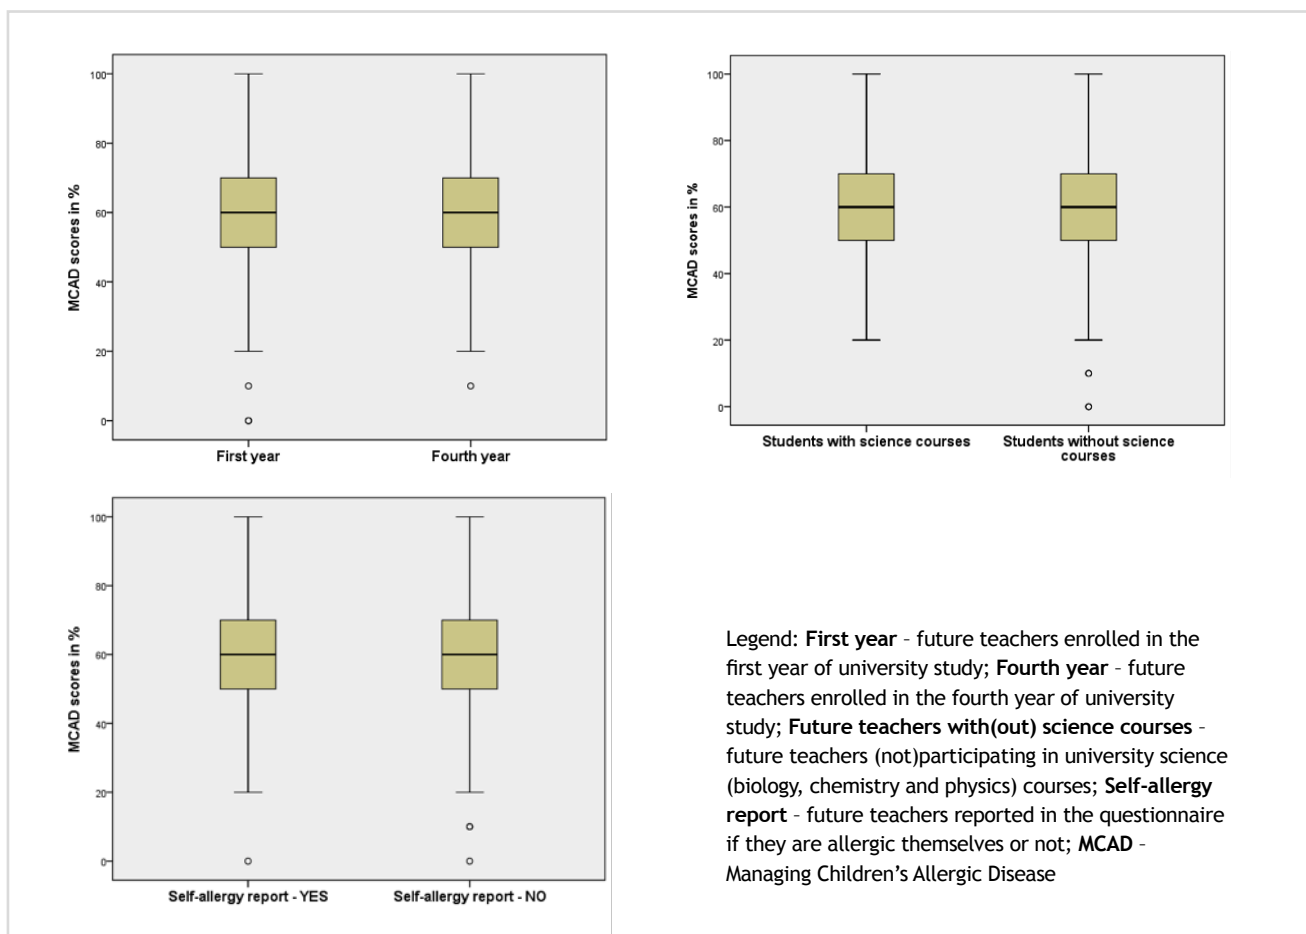 MCAD scores in %
100
80
60
40
20
0
First year
Fourth year
MCAD scores in %
100
80
60
40
20
0
Students with science courses
Students without science
courses
MCAD scores in %
100
80
60
40
20
0
Self-allergy report - YES
Self-allergy report - NO
Legend: First year - future teachers enrolled in the
first year of university study; Fourth year - future
teachers enrolled in the fourth year of university
study; Future teachers with(out) science courses -
future teachers (not)participating in university science
(biology, chemistry and physics) courses; Self-allergy
report - future teachers reported in the questionnaire
if they are allergic themselves or not; MCAD -
Managing Children’s Allergic Disease